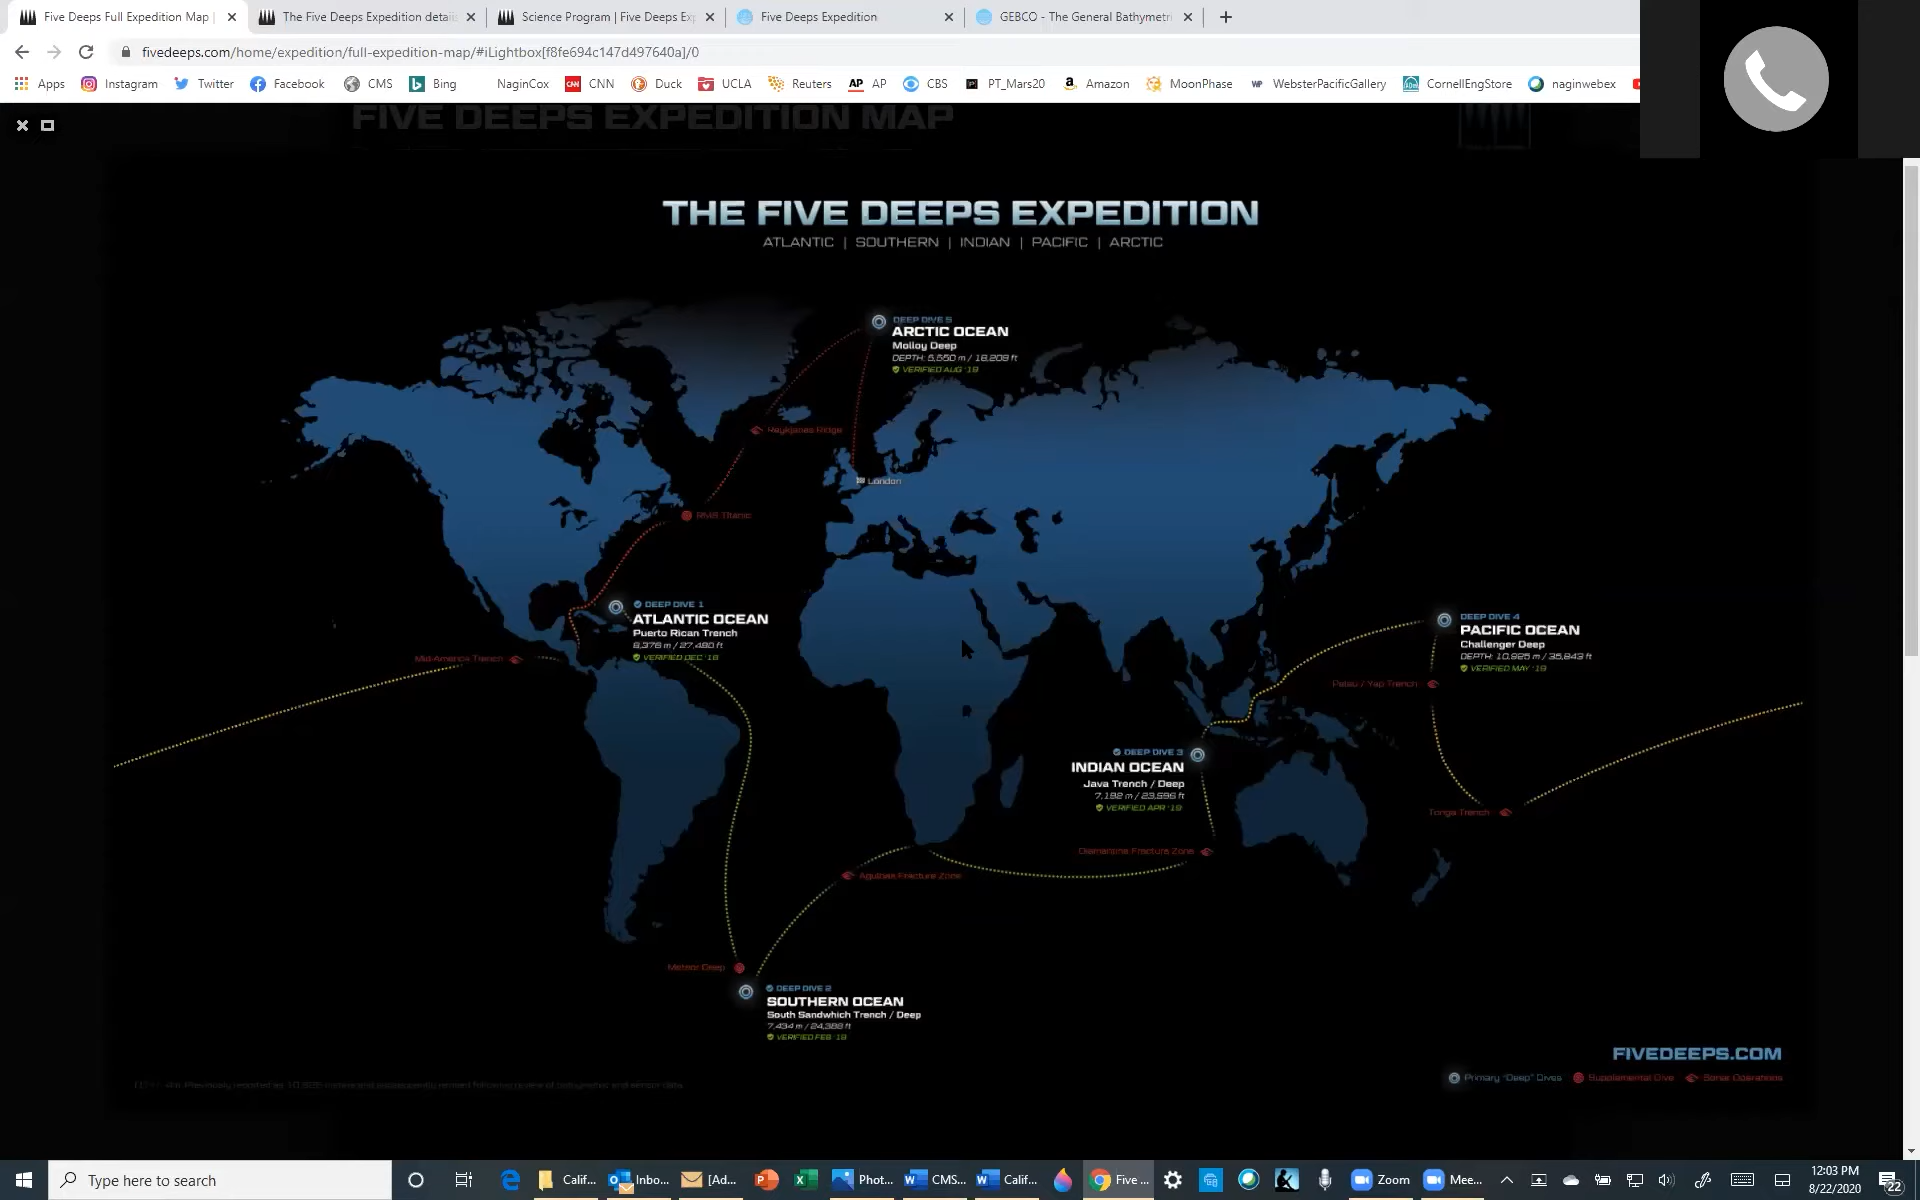 Five Deeps Full Expedition Map |
The Five Deeps Expedition details
Science Program | Five Deeps Exp
Five Deeps Expedition
GEBCO - The General Bathymetri
fivedeeps.com/home/expedition/full-expedition-map/#iLightbox[f8fe694c147d497640a]/0
Apps Instagram Twitter Facebook CMS Bing NaginCox CNN Duck UCLA Reuters AP AP CBS PT_Mars20 Amazon MoonPhase WebsterPacificGallery CornellEngStore naginwebex
FIVE DEEPS EXPEDITION MAP
THE FIVE DEEPS EXPEDITION
ATLANTIC | SOUTHERN | INDIAN | PACIFIC | ARCTIC
DEEP DIVE 5
ARCTIC OCEAN
Molloy Deep
DEPTH: 5,550 m / 18,209 ft
VERIFIED AUG '19
Reykjanes Ridge
London
RMS Titanic
DEEP DIVE 1
ATLANTIC OCEAN
Puerto Rican Trench
8,376 m / 27,480 ft
VERIFIED DEC '18
Mid-America Trench
DEEP DIVE 4
PACIFIC OCEAN
Challenger Deep
DEPTH: 10,925 m / 35,843 ft
VERIFIED MAY '19
Palau / Yap Trench
DEEP DIVE 3
INDIAN OCEAN
Java Trench / Deep
7,192 m / 23,596 ft
VERIFIED APR '19
Tonga Trench
Diamantina Fracture Zone
Agulhas Fracture Zone
Meteor Deep
DEEP DIVE 2
SOUTHERN OCEAN
South Sandwhich Trench / Deep
7,434 m / 24,388 ft
VERIFIED FEB '19
FIVEDEEPS.COM
Primary "Deep" Dives Supplemental Dive Sonar Operations
Type here to search
Calif... Inbo... [Ad... Phot... CMS... Calif... Five ... Zoom Mee...
12:03 PM
8/22/2020
22